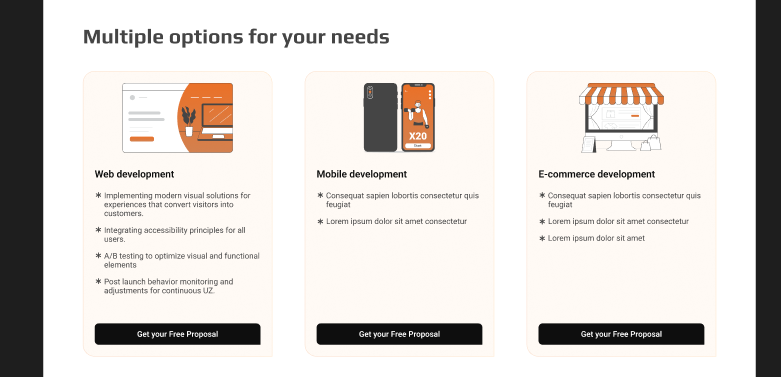 Multiple options for your needs
X20
Web development
✱ Implementing modern visual solutions for
experiences that convert visitors into
customers.
✱ Integrating accessibility principles for all
users.
✱ A/B testing to optimize visual and functional
elements
✱ Post launch behavior monitoring and
adjustments for continuous UZ.
Get your Free Proposal
Mobile development
✱ Consequat sapien lobortis consectetur quis
feugiat
✱ Lorem ipsum dolor sit amet consectetur
Get your Free Proposal
E-commerce development
✱ Consequat sapien lobortis consectetur quis
feugiat
✱ Lorem ipsum dolor sit amet consectetur
✱ Lorem ipsum dolor sit amet
Get your Free Proposal